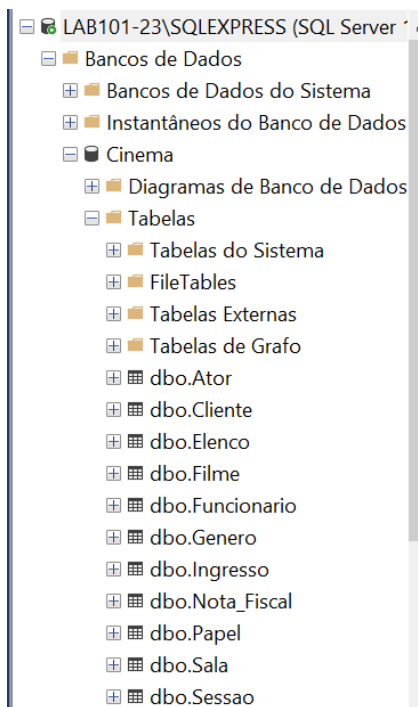 LAB101-23\SQLEXPRESS (SQL Server
Bancos de Dados
Bancos de Dados do Sistema
Instantâneos do Banco de Dados
Cinema
Diagramas de Banco de Dados
Tabelas
Tabelas do Sistema
FileTables
Tabelas Externas
Tabelas de Grafo
dbo.Ator
dbo.Cliente
dbo.Elenco
dbo.Filme
dbo.Funcionario
dbo.Genero
dbo.Ingresso
dbo.Nota_Fiscal
dbo.Papel
dbo.Sala
dbo.Sessao